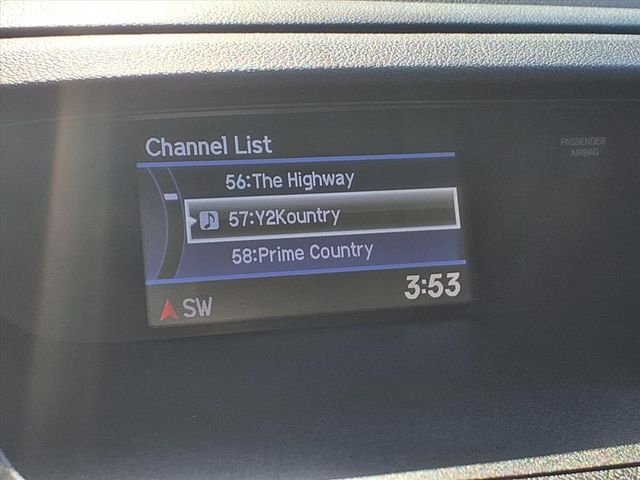 Channel List
PASSENGER
AIRBAG
56:The Highway
57:Y2Kountry
58:Prime Country
SW
3:53